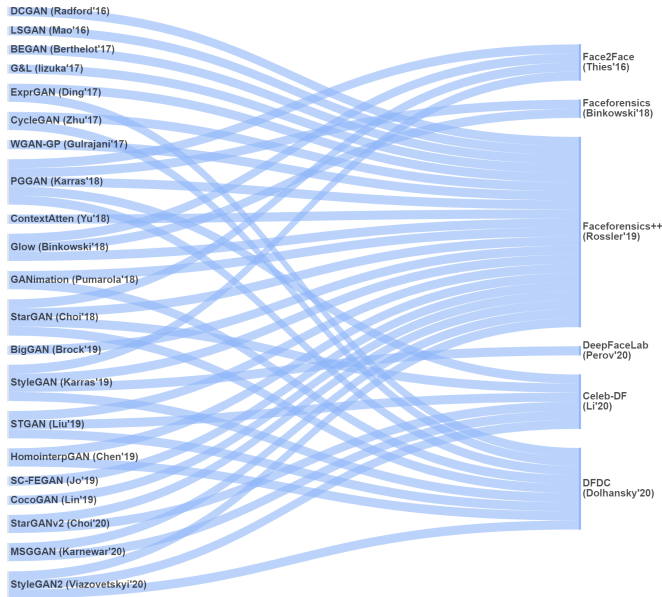 DCGAN (Radford'16)
LSGAN (Mao'16)
BEGAN (Berthelot'17)
G&L (Iizuka'17)
ExprGAN (Ding'17)
CycleGAN (Zhu'17)
WGAN-GP (Gulrajani'17)
PGGAN (Karras'18)
ContextAtten (Yu'18)
Glow (Binkowski'18)
GANimation (Pumarola'18)
StarGAN (Choi'18)
BigGAN (Brock'19)
StyleGAN (Karras'19)
STGAN (Liu'19)
HomointerpGAN (Chen'19)
SC-FEGAN (Jo'19)
CocoGAN (Lin'19)
StarGANv2 (Choi'20)
MSGGAN (Karnewar'20)
StyleGAN2 (Viazovetskyi'20)
Face2Face
(Thies'16)
Faceforensics
(Binkowski'18)
Faceforensics++
(Rossler'19)
DeepFaceLab
(Perov'20)
Celeb-DF
(Li'20)
DFDC
(Dolhansky'20)